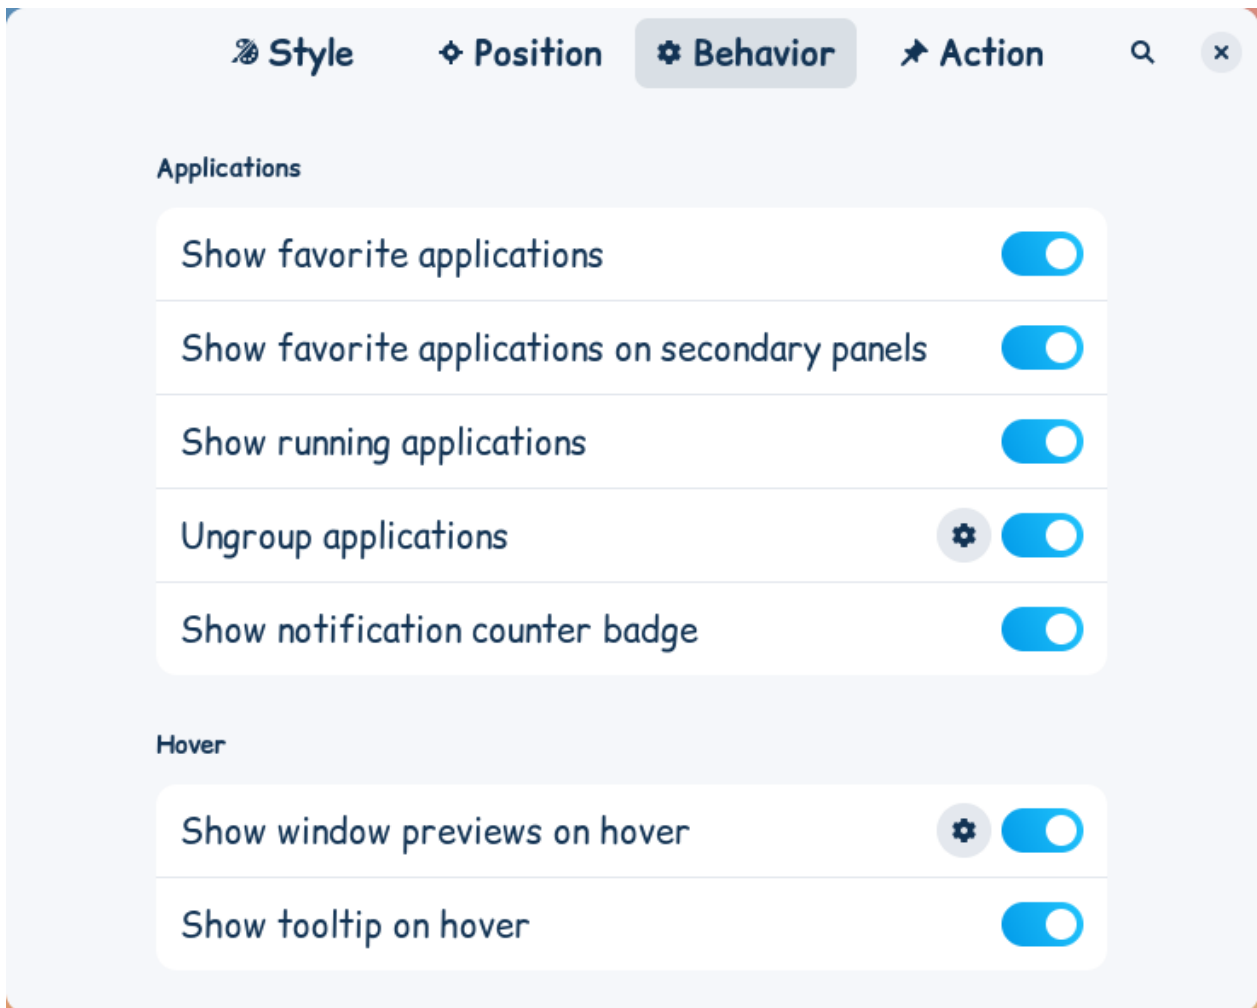 Style Position Behavior Action
Applications
Show favorite applications
Show favorite applications on secondary panels
Show running applications
Ungroup applications
Show notification counter badge
Hover
Show window previews on hover
Show tooltip on hover